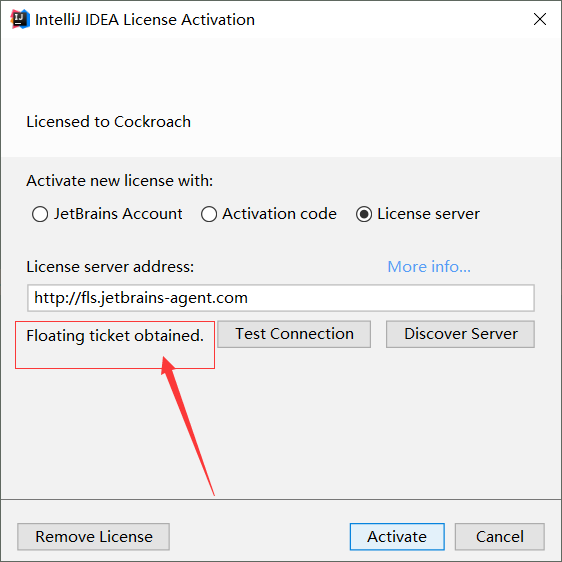 IntelliJ IDEA License Activation
Licensed to Cockroach
Activate new license with:
JetBrains Account Activation code License server
License server address: More info...
http://fls.jetbrains-agent.com
Floating ticket obtained. Test Connection Discover Server
Remove License Activate Cancel